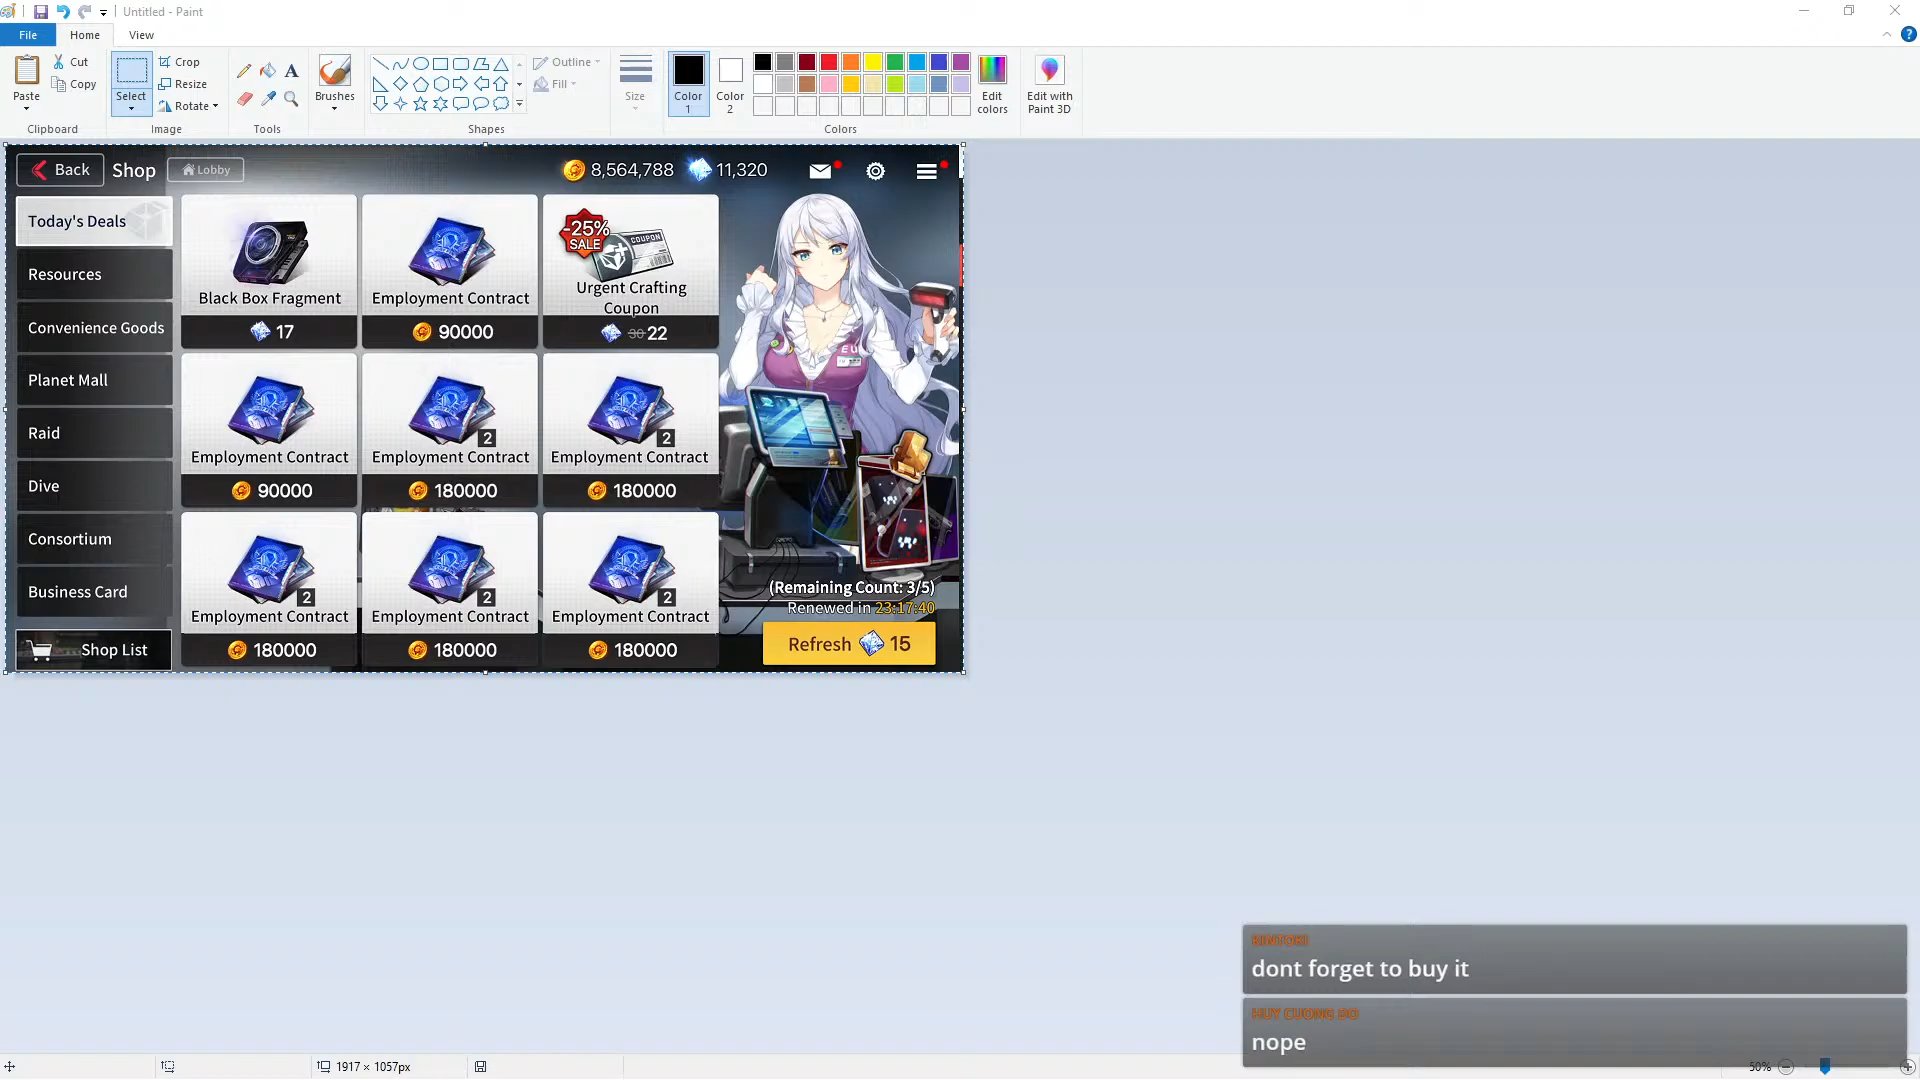 Untitled - Paint
File
Home
View
Paste
Cut
Copy
Clipboard
Select
Crop
Resize
Rotate
Image
A
Tools
Brushes
Shapes
Outline
Fill
Size
Color 1
Color 2
Edit colors
Edit with Paint 3D
Colors
Back
Shop
Lobby
8,564,788
11,320
Today's Deals
Resources
Convenience Goods
Planet Mall
Raid
Dive
Consortium
Business Card
Shop List
Black Box Fragment
17
Employment Contract
90000
-25%
SALE
COUPON
Urgent Crafting
Coupon
30 22
Employment Contract
90000
2
Employment Contract
180000
2
Employment Contract
180000
2
Employment Contract
180000
2
Employment Contract
180000
2
Employment Contract
180000
EU
(Remaining Count: 3/5)
Renewed in 23:17:40
Refresh 15
RINTOKI
dont forget to buy it
HUY CUONG DO
nope
1917 × 1057px
50%